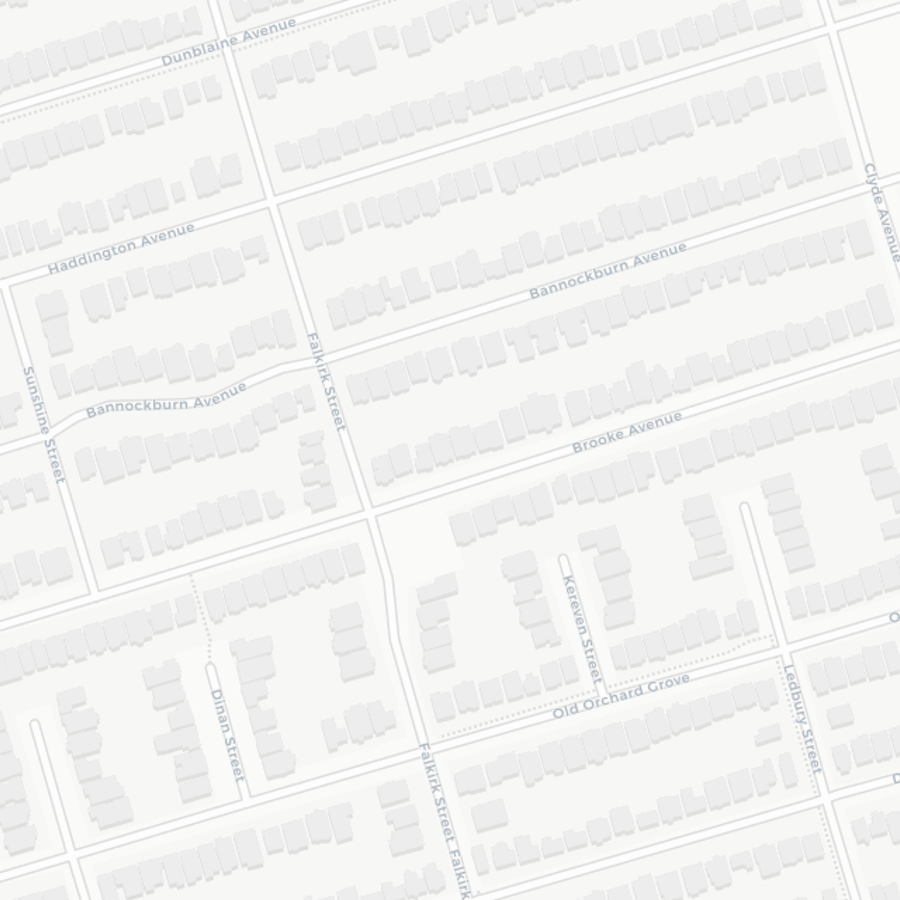 Dunblaine Avenue
Clyde Avenue
Haddington Avenue
Bannockburn Avenue
Falkirk Street
Sunshine Street
Bannockburn Avenue
Brooke Avenue
Kereven Street
Old Orchard Grove
Ledbury Street
Dinan Street
Falkirk Street
Falkirk